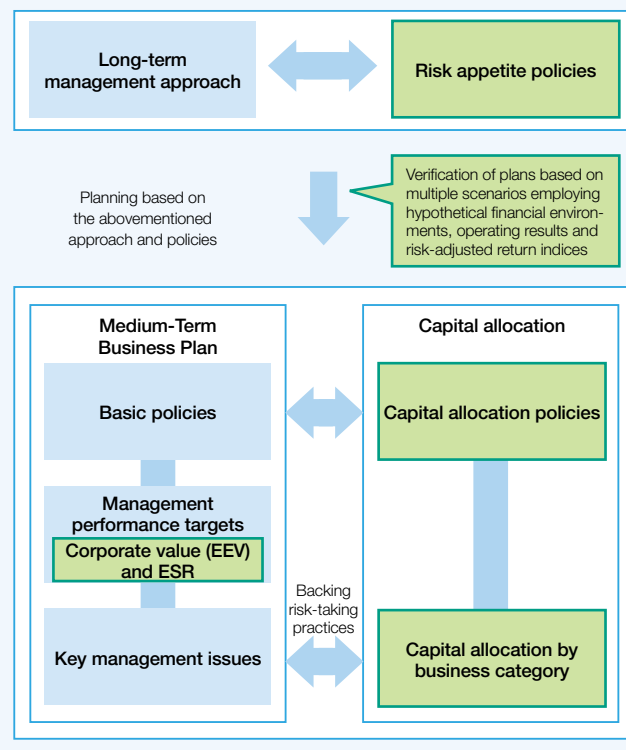 Long-term
management approach
Risk appetite policies
Planning based on
the abovementioned
approach and policies
Verification of plans based on
multiple scenarios employing
hypothetical financial environ-
ments, operating results and
risk-adjusted return indices
Medium-Term
Business Plan
Capital allocation
Basic policies
Capital allocation policies
Management
performance targets
Corporate value (EEV)
and ESR
Backing
risk-taking
practices
Key management issues
Capital allocation by
business category